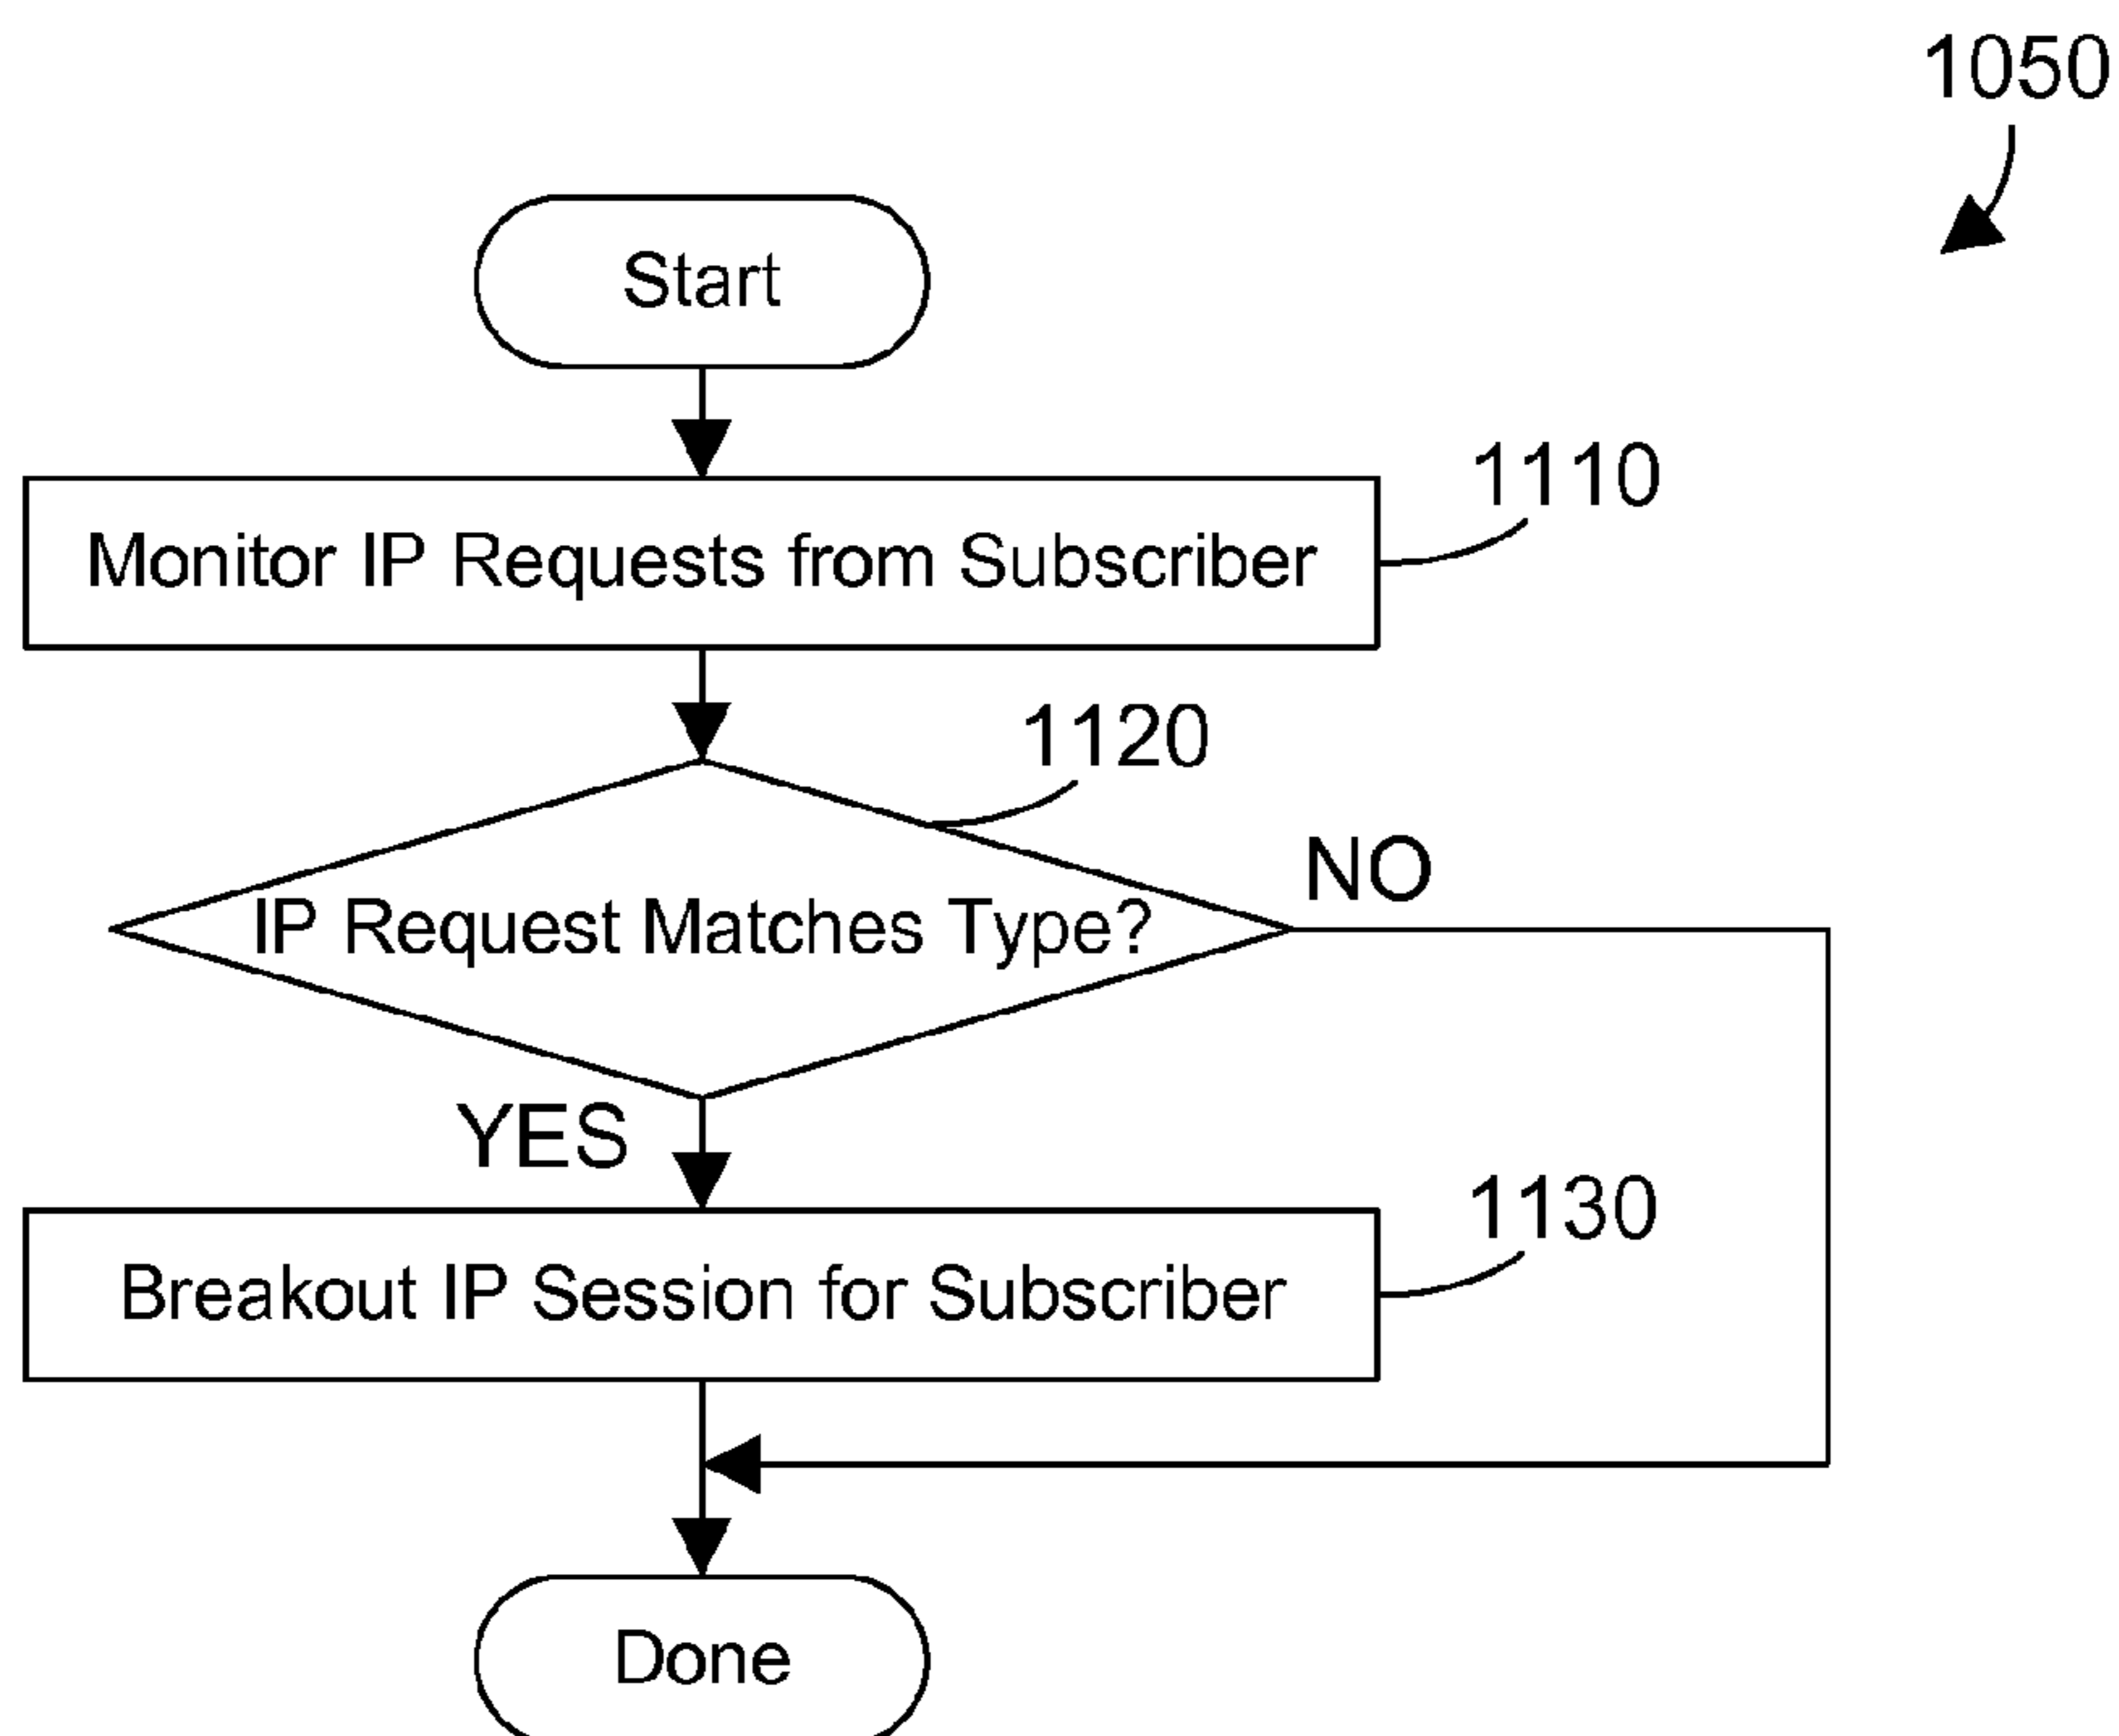 1050
Start
Monitor IP Requests from Subscriber
1110
1120
IP Request Matches Type?
NO
YES
1130
Breakout IP Session for Subscriber
Done